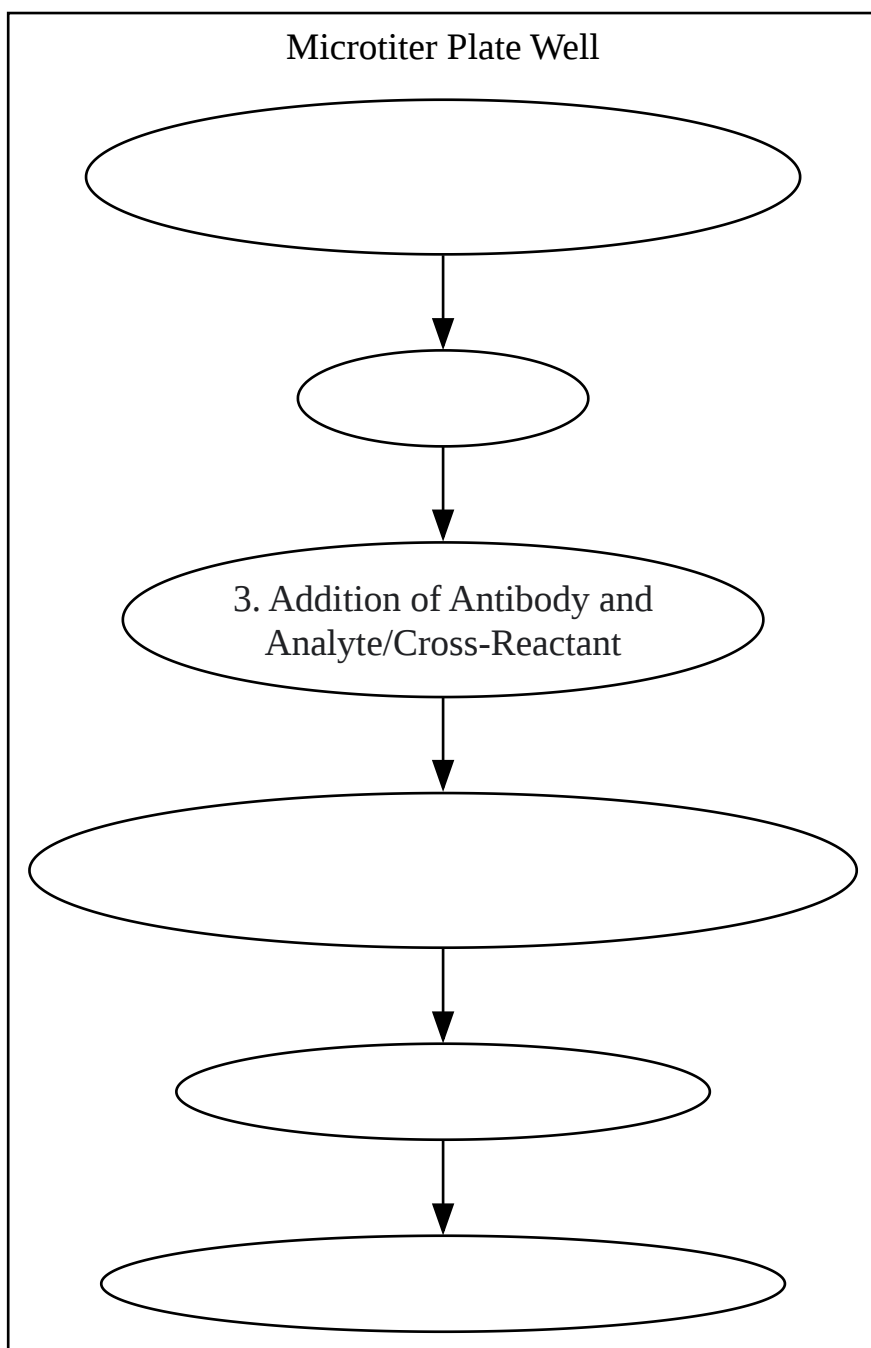 Microtiter Plate Well
3. Addition of Antibody and
Analyte/Cross-Reactant